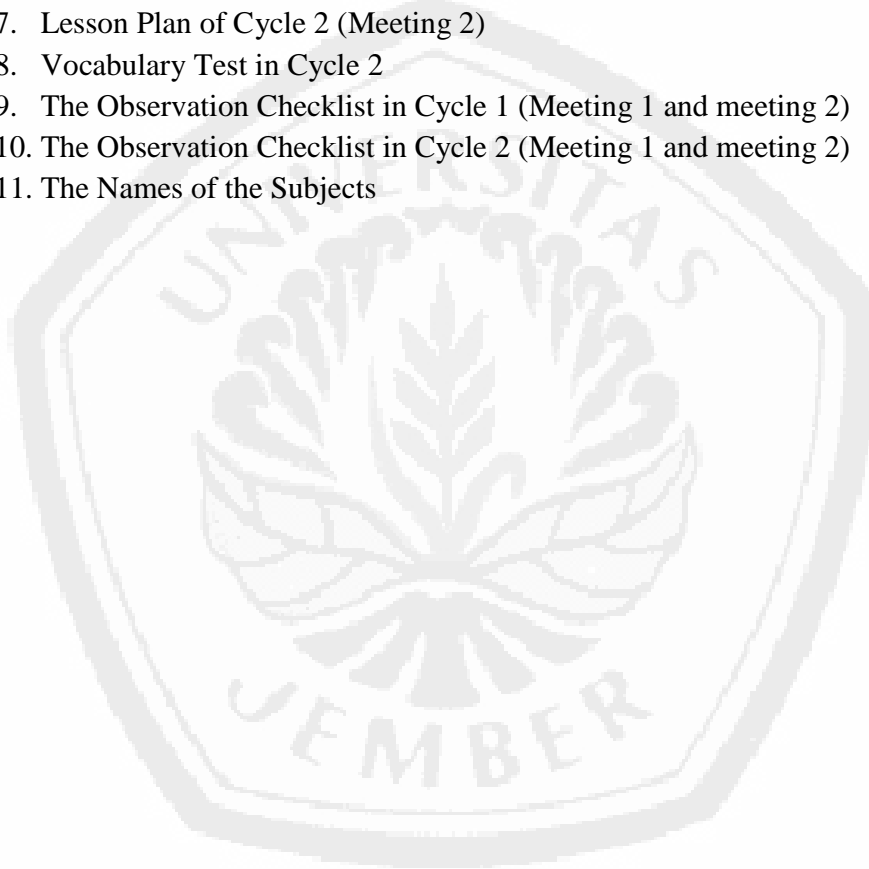 7. Lesson Plan of Cycle 2 (Meeting 2)
8. Vocabulary Test in Cycle 2
9. The Observation Checklist in Cycle 1 (Meeting 1 and meeting 2)
10. The Observation Checklist in Cycle 2 (Meeting 1 and meeting 2)
11. The Names of the Subjects
UNIVERSITAS
JEMBER